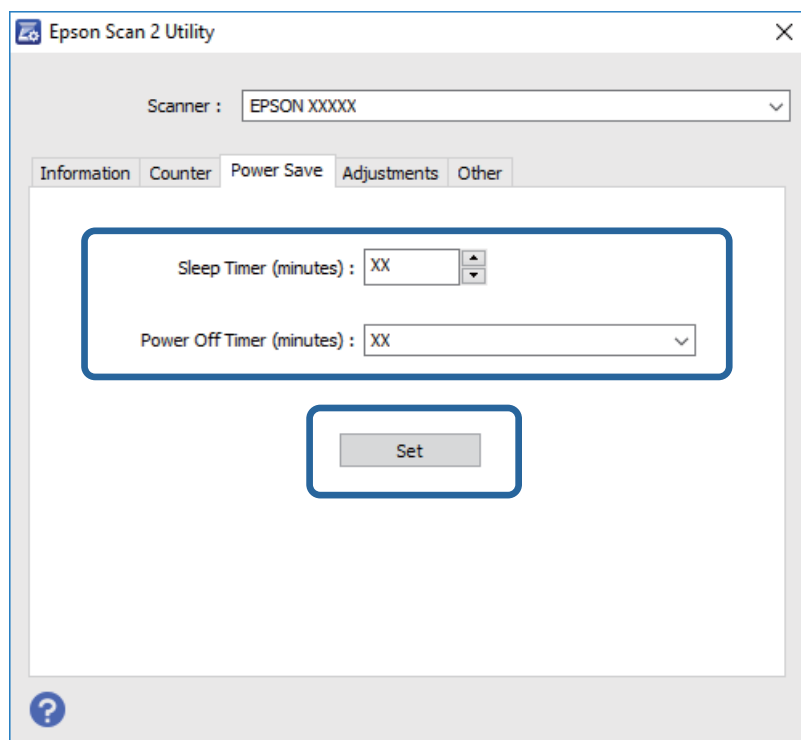 Epson Scan 2 Utility
Scanner : EPSON XXXXX
Information Counter Power Save Adjustments Other
Sleep Timer (minutes) : XX
Power Off Timer (minutes) : XX
Set
?